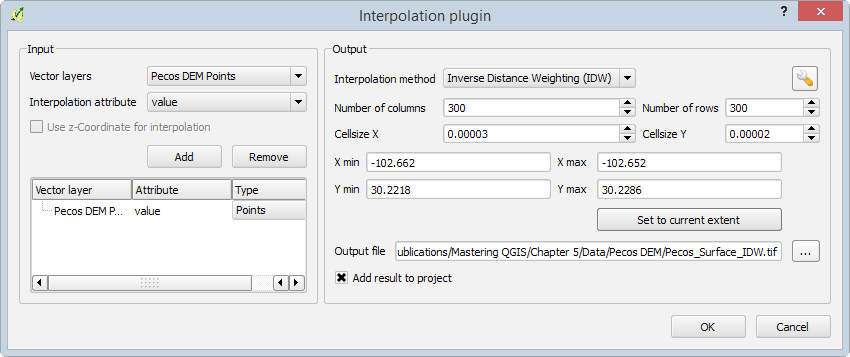 Interpolation plugin
?
Input
Vector layers
Pecos DEM Points
Interpolation attribute
value
Use z-Coordinate for interpolation
Add
Remove
Vector layer Attribute Type
Pecos DEM P... value Points
Output
Interpolation method
Inverse Distance Weighting (IDW)
Number of columns 300 Number of rows 300
Cellsize X 0.00003 Cellsize Y 0.00002
X min -102.662 X max -102.652
Y min 30.2218 Y max 30.2286
Set to current extent
Output file ublications/Mastering QGIS/Chapter 5/Data/Pecos DEM/Pecos_Surface_IDW.tif ...
Add result to project
OK
Cancel